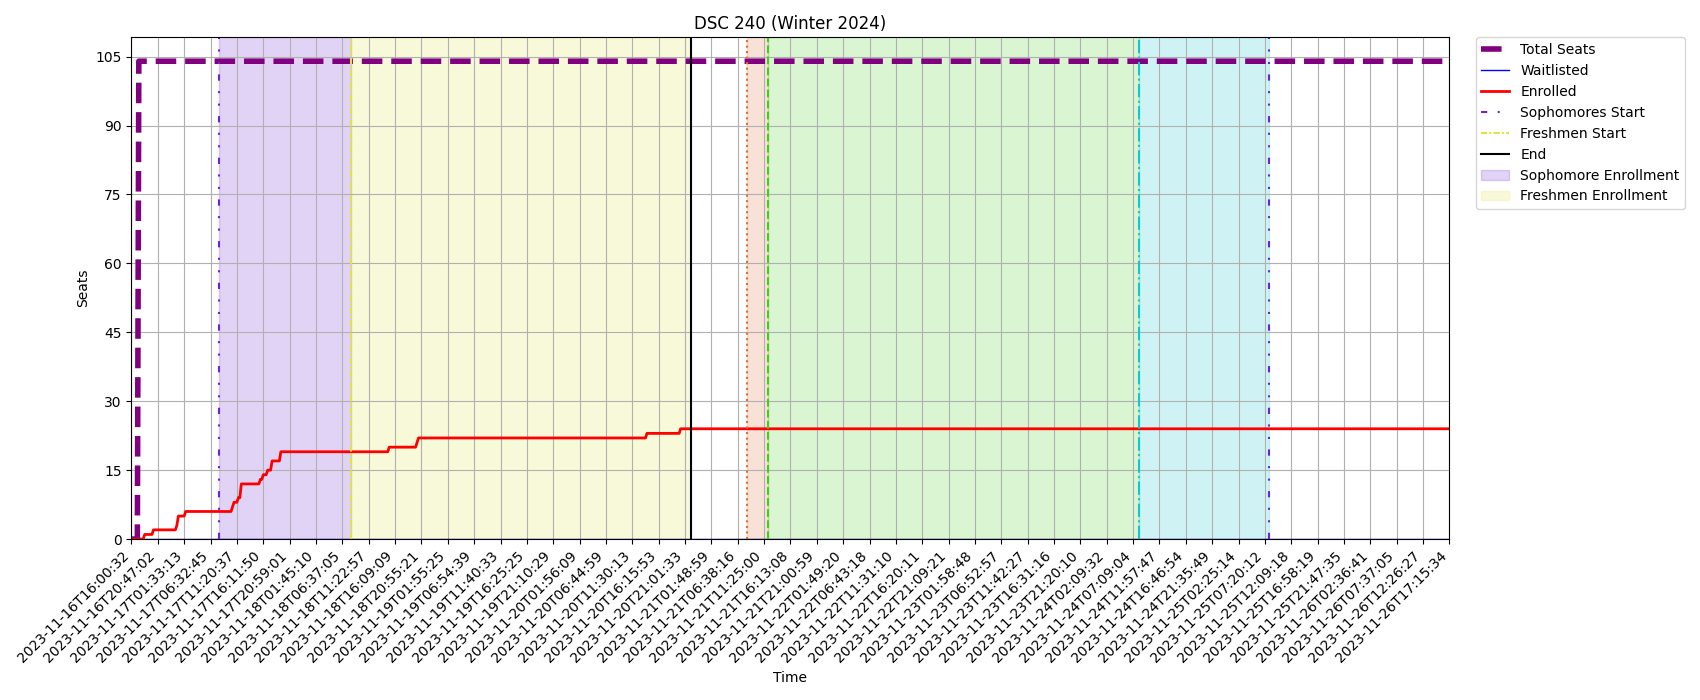 DSC 240 (Winter 2024)
105
90
75
60
45
30
15
0
Seats
Total Seats
Waitlisted
Enrolled
Sophomores Start
Freshmen Start
End
Sophomore Enrollment
Freshmen Enrollment
2023-11-16T16:00:32
2023-11-16T20:47:02
2023-11-17T01:33:13
2023-11-17T06:32:45
2023-11-17T11:20:37
2023-11-17T16:11:50
2023-11-17T20:59:01
2023-11-18T01:45:10
2023-11-18T06:37:05
2023-11-18T11:22:57
2023-11-18T16:09:09
2023-11-18T20:55:21
2023-11-19T01:55:25
2023-11-19T06:54:39
2023-11-19T11:40:33
2023-11-19T16:25:25
2023-11-19T21:10:29
2023-11-20T01:56:09
2023-11-20T06:44:59
2023-11-20T11:30:13
2023-11-20T16:15:53
2023-11-20T21:01:33
2023-11-21T01:48:59
2023-11-21T06:38:16
2023-11-21T11:25:00
2023-11-21T16:13:08
2023-11-21T21:00:59
2023-11-22T01:49:20
2023-11-22T06:43:18
2023-11-22T11:31:10
2023-11-22T16:20:11
2023-11-22T21:09:21
2023-11-23T01:58:48
2023-11-23T06:52:57
2023-11-23T11:42:27
2023-11-23T16:31:16
2023-11-23T21:20:10
2023-11-24T02:09:32
2023-11-24T07:09:04
2023-11-24T11:57:47
2023-11-24T16:46:54
2023-11-24T21:35:49
2023-11-25T02:25:14
2023-11-25T07:20:12
2023-11-25T12:09:18
2023-11-25T16:58:19
2023-11-25T21:47:35
2023-11-26T02:36:41
2023-11-26T07:37:05
2023-11-26T12:26:27
2023-11-26T17:15:34
Time